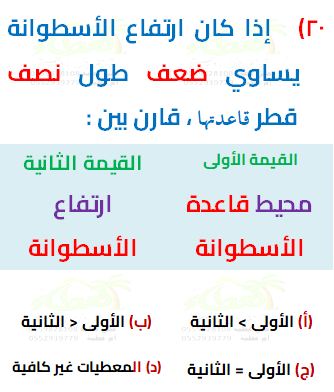 ٢٠) إذا كان ارتفاع الأسطوانة
يساوي ضعف طول نصف
قطر قاعدتها ، قارن بين :
القيمة الأولى القيمة الثانية
محيط قاعدة ارتفاع
الأسطوانة الأسطوانة
(أ) الأولى > الثانية (ب) الأولى < الثانية
(ج) الأولى = الثانية (د) المعطيات غير كافية